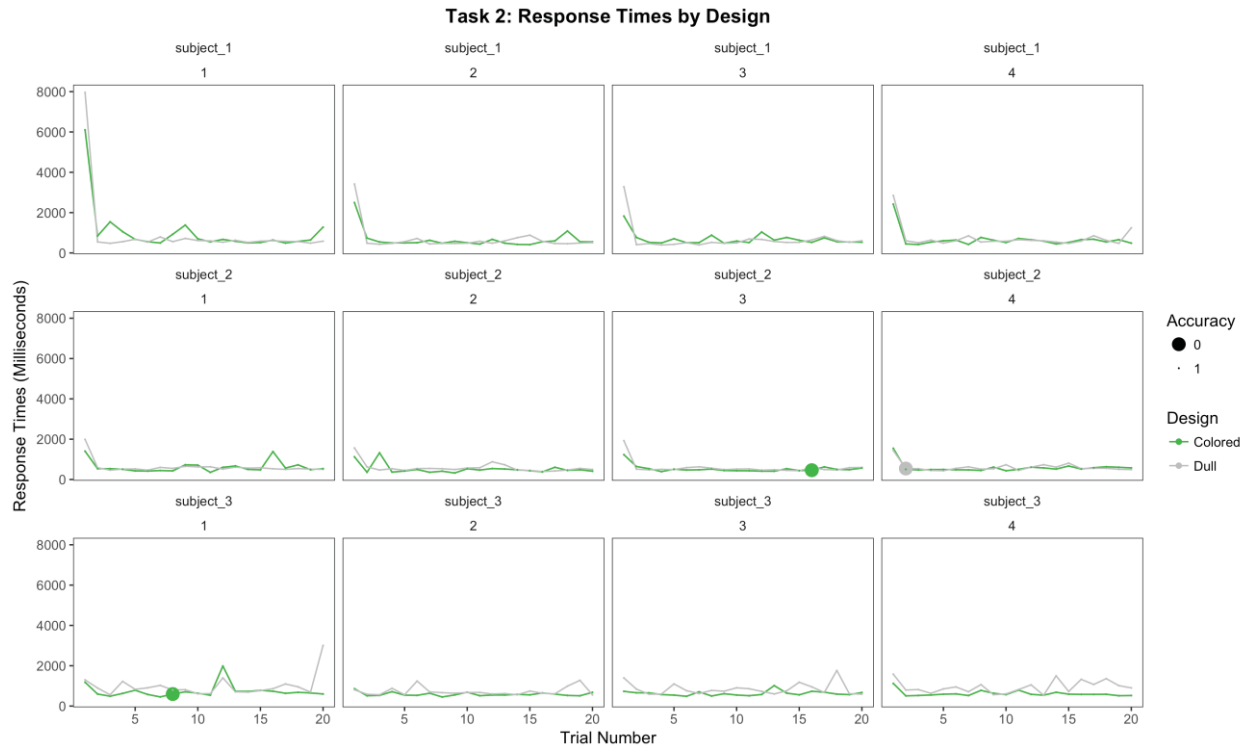 Task 2: Response Times by Design
subject_1 subject_1 subject_1 subject_1
1 2 3 4
8000
6000
4000
2000
0
subject_2 subject_2 subject_2 subject_2
1 2 3 4
8000
6000
4000
2000
0
subject_3 subject_3 subject_3 subject_3
1 2 3 4
8000
6000
4000
2000
0
5 10 15 20 5 10 15 20 5 10 15 20 5 10 15 20
Trial Number
Response Times (Milliseconds)
Accuracy
0
1
Design
Colored
Dull